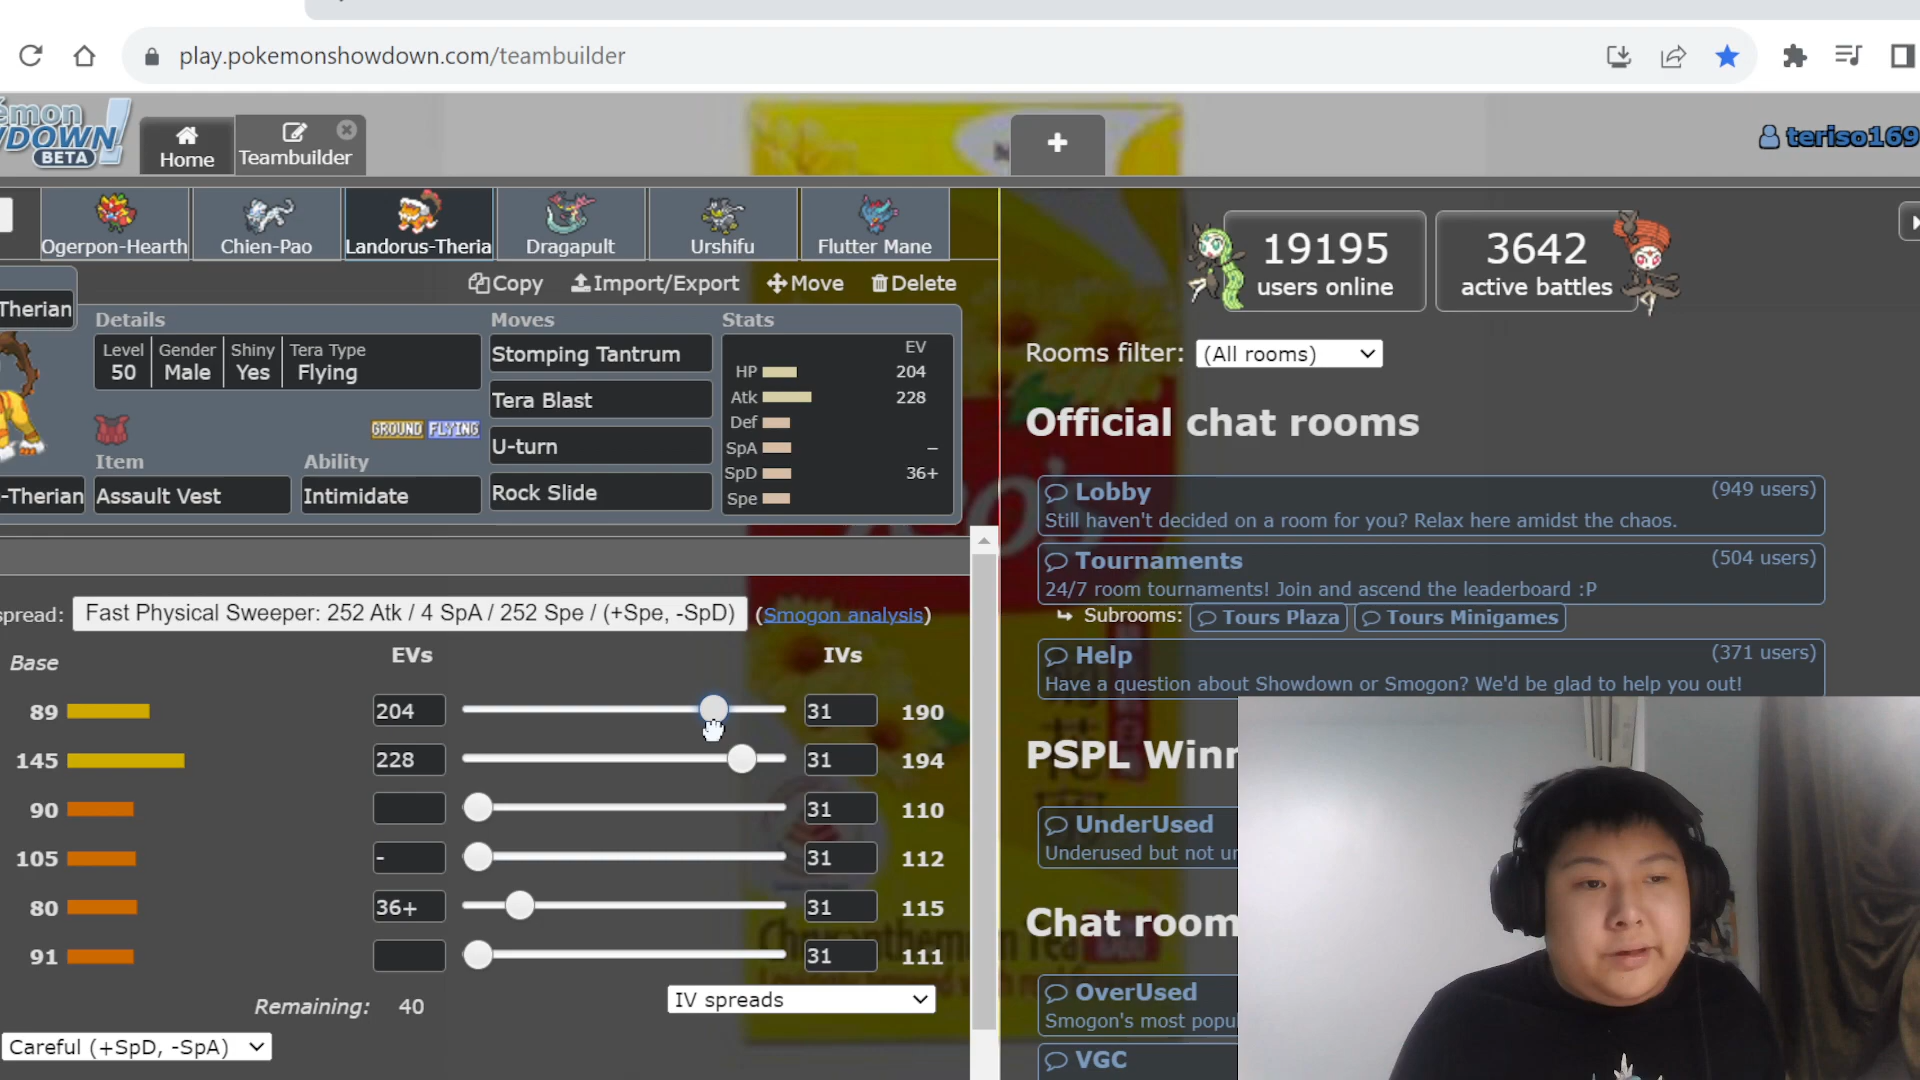 play.pokemonshowdown.com/teambuilder
émon
OWDOWN!
BETA
Home
Teambuilder
+
teriso169
Ogerpon-Hearth
Chien-Pao
Landorus-Theria
Dragapult
Urshifu
Flutter Mane
Copy
Import/Export
Move
Delete
Therian
Details
Level
50
Gender
Male
Shiny
Yes
Tera Type
Flying
GROUND FLYING
Item
Ability
-Therian
Assault Vest
Intimidate
Moves
Stomping Tantrum
Tera Blast
U-turn
Rock Slide
Stats
EV
HP 204
Atk 228
Def
SpA –
SpD 36+
Spe
spread: Fast Physical Sweeper: 252 Atk / 4 SpA / 252 Spe / (+Spe, -SpD) (Smogon analysis)
Base EVs IVs
89 204 31 190
145 228 31 194
90 31 110
105 - 31 112
80 36+ 31 115
91 31 111
Remaining: 40
IV spreads
Careful (+SpD, -SpA)
19195
users online
3642
active battles
Rooms filter: (All rooms)
Official chat rooms
Lobby (949 users)
Still haven't decided on a room for you? Relax here amidst the chaos.
Tournaments (504 users)
24/7 room tournaments! Join and ascend the leaderboard :P
Subrooms: Tours Plaza Tours Minigames
Help (371 users)
Have a question about Showdown or Smogon? We'd be glad to help you out!
PSPL Winn
UnderUsed
Underused but not un
Chat room
OverUsed
Smogon's most popu
VGC